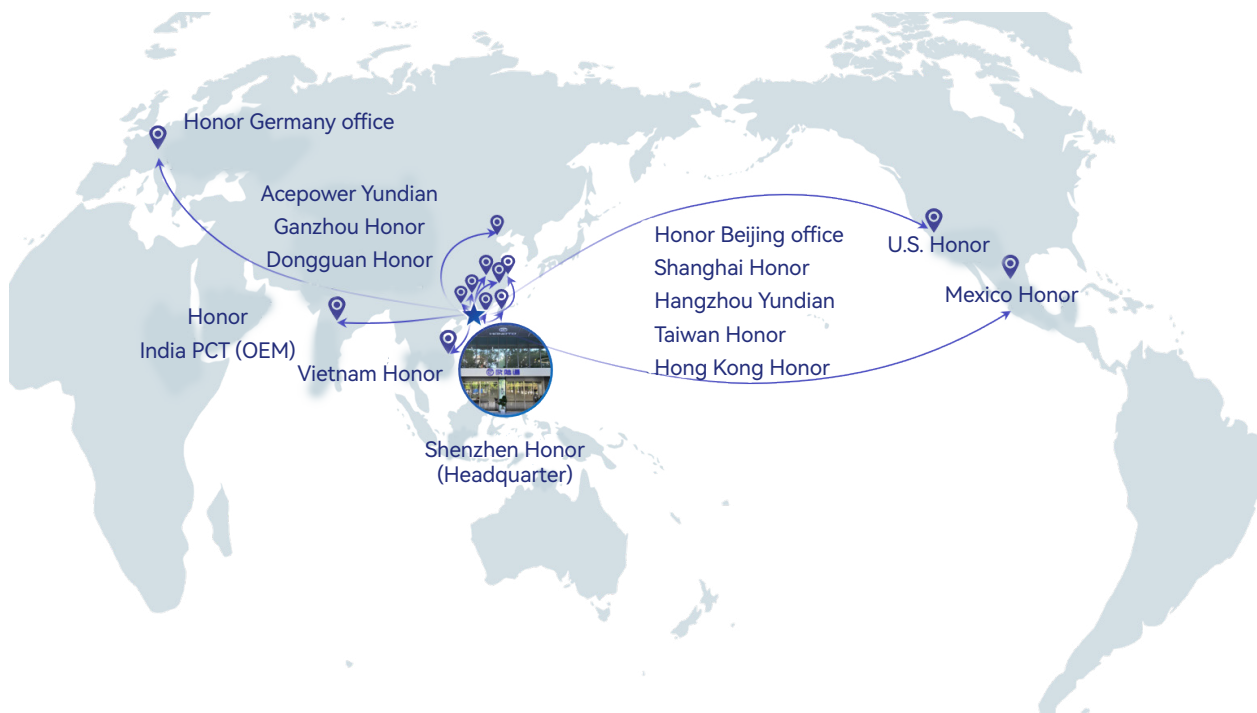 Honor Germany office
Acepower Yundian
Ganzhou Honor
Dongguan Honor
Honor
India PCT (OEM)
Vietnam Honor
Shenzhen Honor
(Headquarter)
Honor Beijing office
Shanghai Honor
Hangzhou Yundian
Taiwan Honor
Hong Kong Honor
U.S. Honor
Mexico Honor